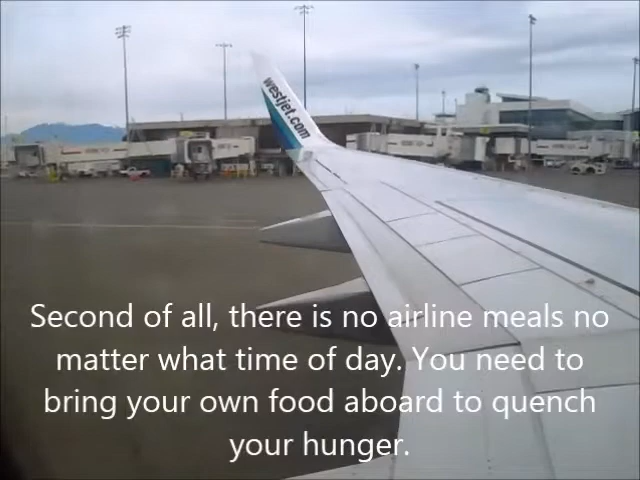 westjet.com
Second of all, there is no airline meals no
matter what time of day. You need to
bring your own food aboard to quench
your hunger.